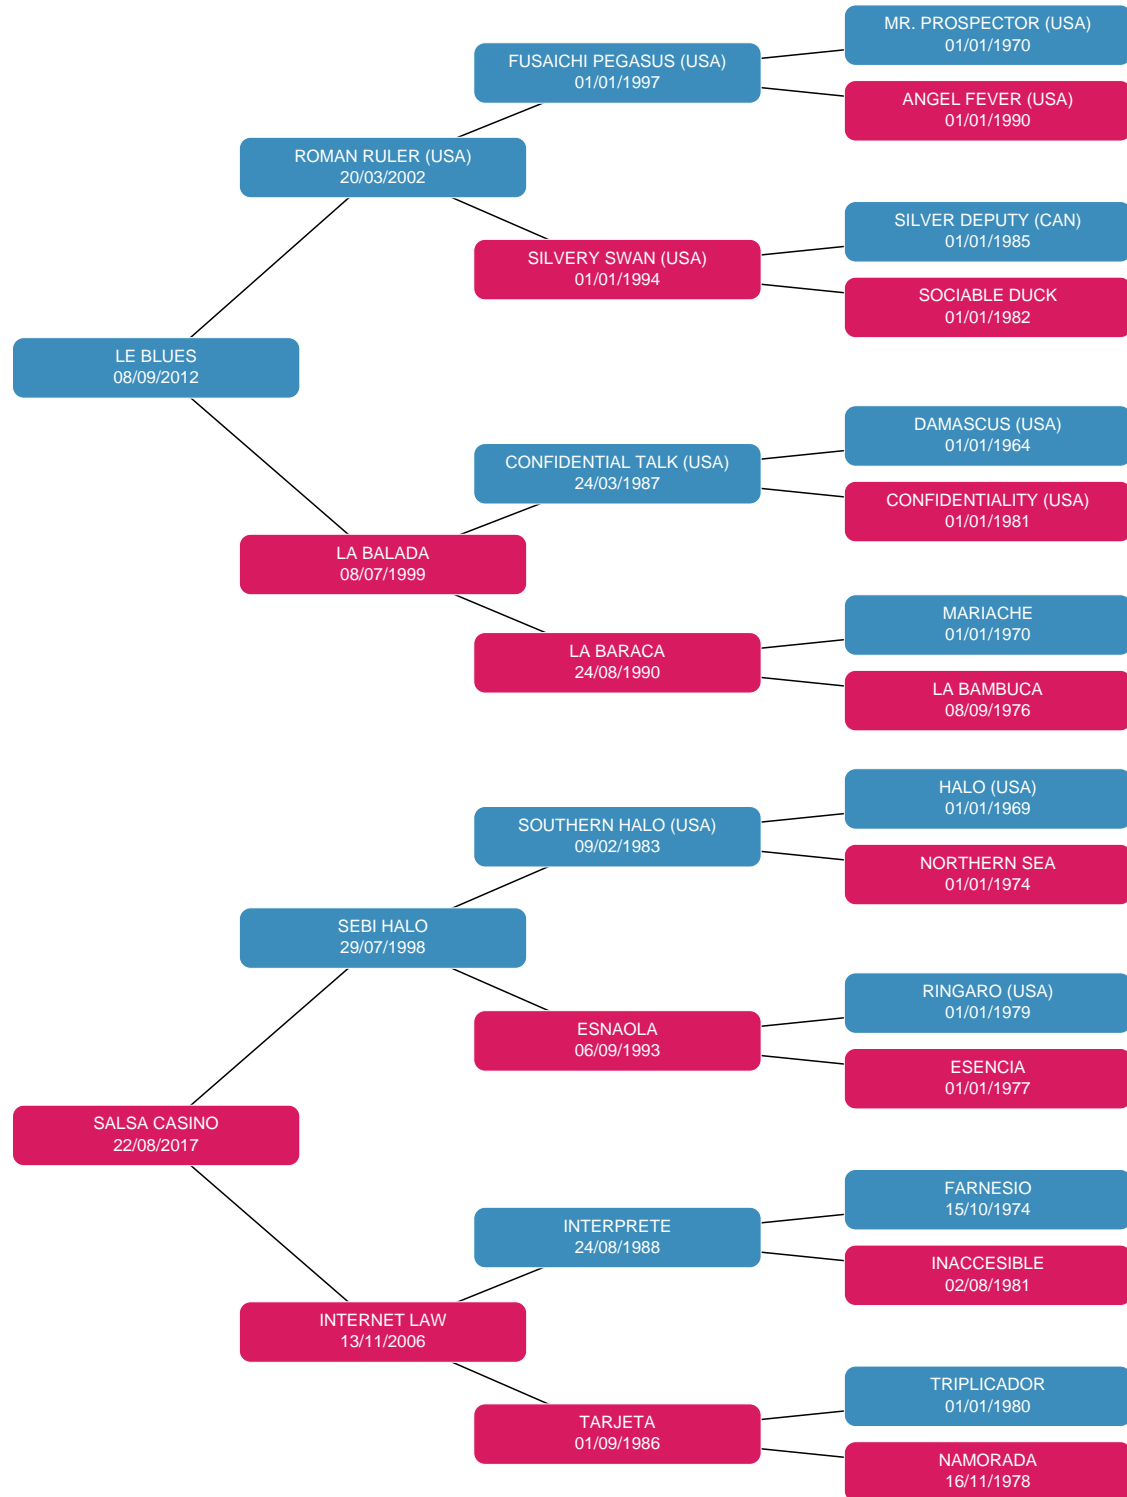 MR. PROSPECTOR (USA)
01/01/1970
FUSAICHI PEGASUS (USA)
01/01/1997
ANGEL FEVER (USA)
01/01/1990
ROMAN RULER (USA)
20/03/2002
SILVER DEPUTY (CAN)
01/01/1985
SILVERY SWAN (USA)
01/01/1994
SOCIABLE DUCK
01/01/1982
LE BLUES
08/09/2012
DAMASCUS (USA)
01/01/1964
CONFIDENTIAL TALK (USA)
24/03/1987
CONFIDENTIALITY (USA)
01/01/1981
LA BALADA
08/07/1999
MARIACHE
01/01/1970
LA BARACA
24/08/1990
LA BAMBUCA
08/09/1976
HALO (USA)
01/01/1969
SOUTHERN HALO (USA)
09/02/1983
NORTHERN SEA
01/01/1974
SEBI HALO
29/07/1998
RINGARO (USA)
01/01/1979
ESNAOLA
06/09/1993
ESENCIA
01/01/1977
SALSA CASINO
22/08/2017
FARNESIO
15/10/1974
INTERPRETE
24/08/1988
INACCESIBLE
02/08/1981
INTERNET LAW
13/11/2006
TRIPLICADOR
01/01/1980
TARJETA
01/09/1986
NAMORADA
16/11/1978